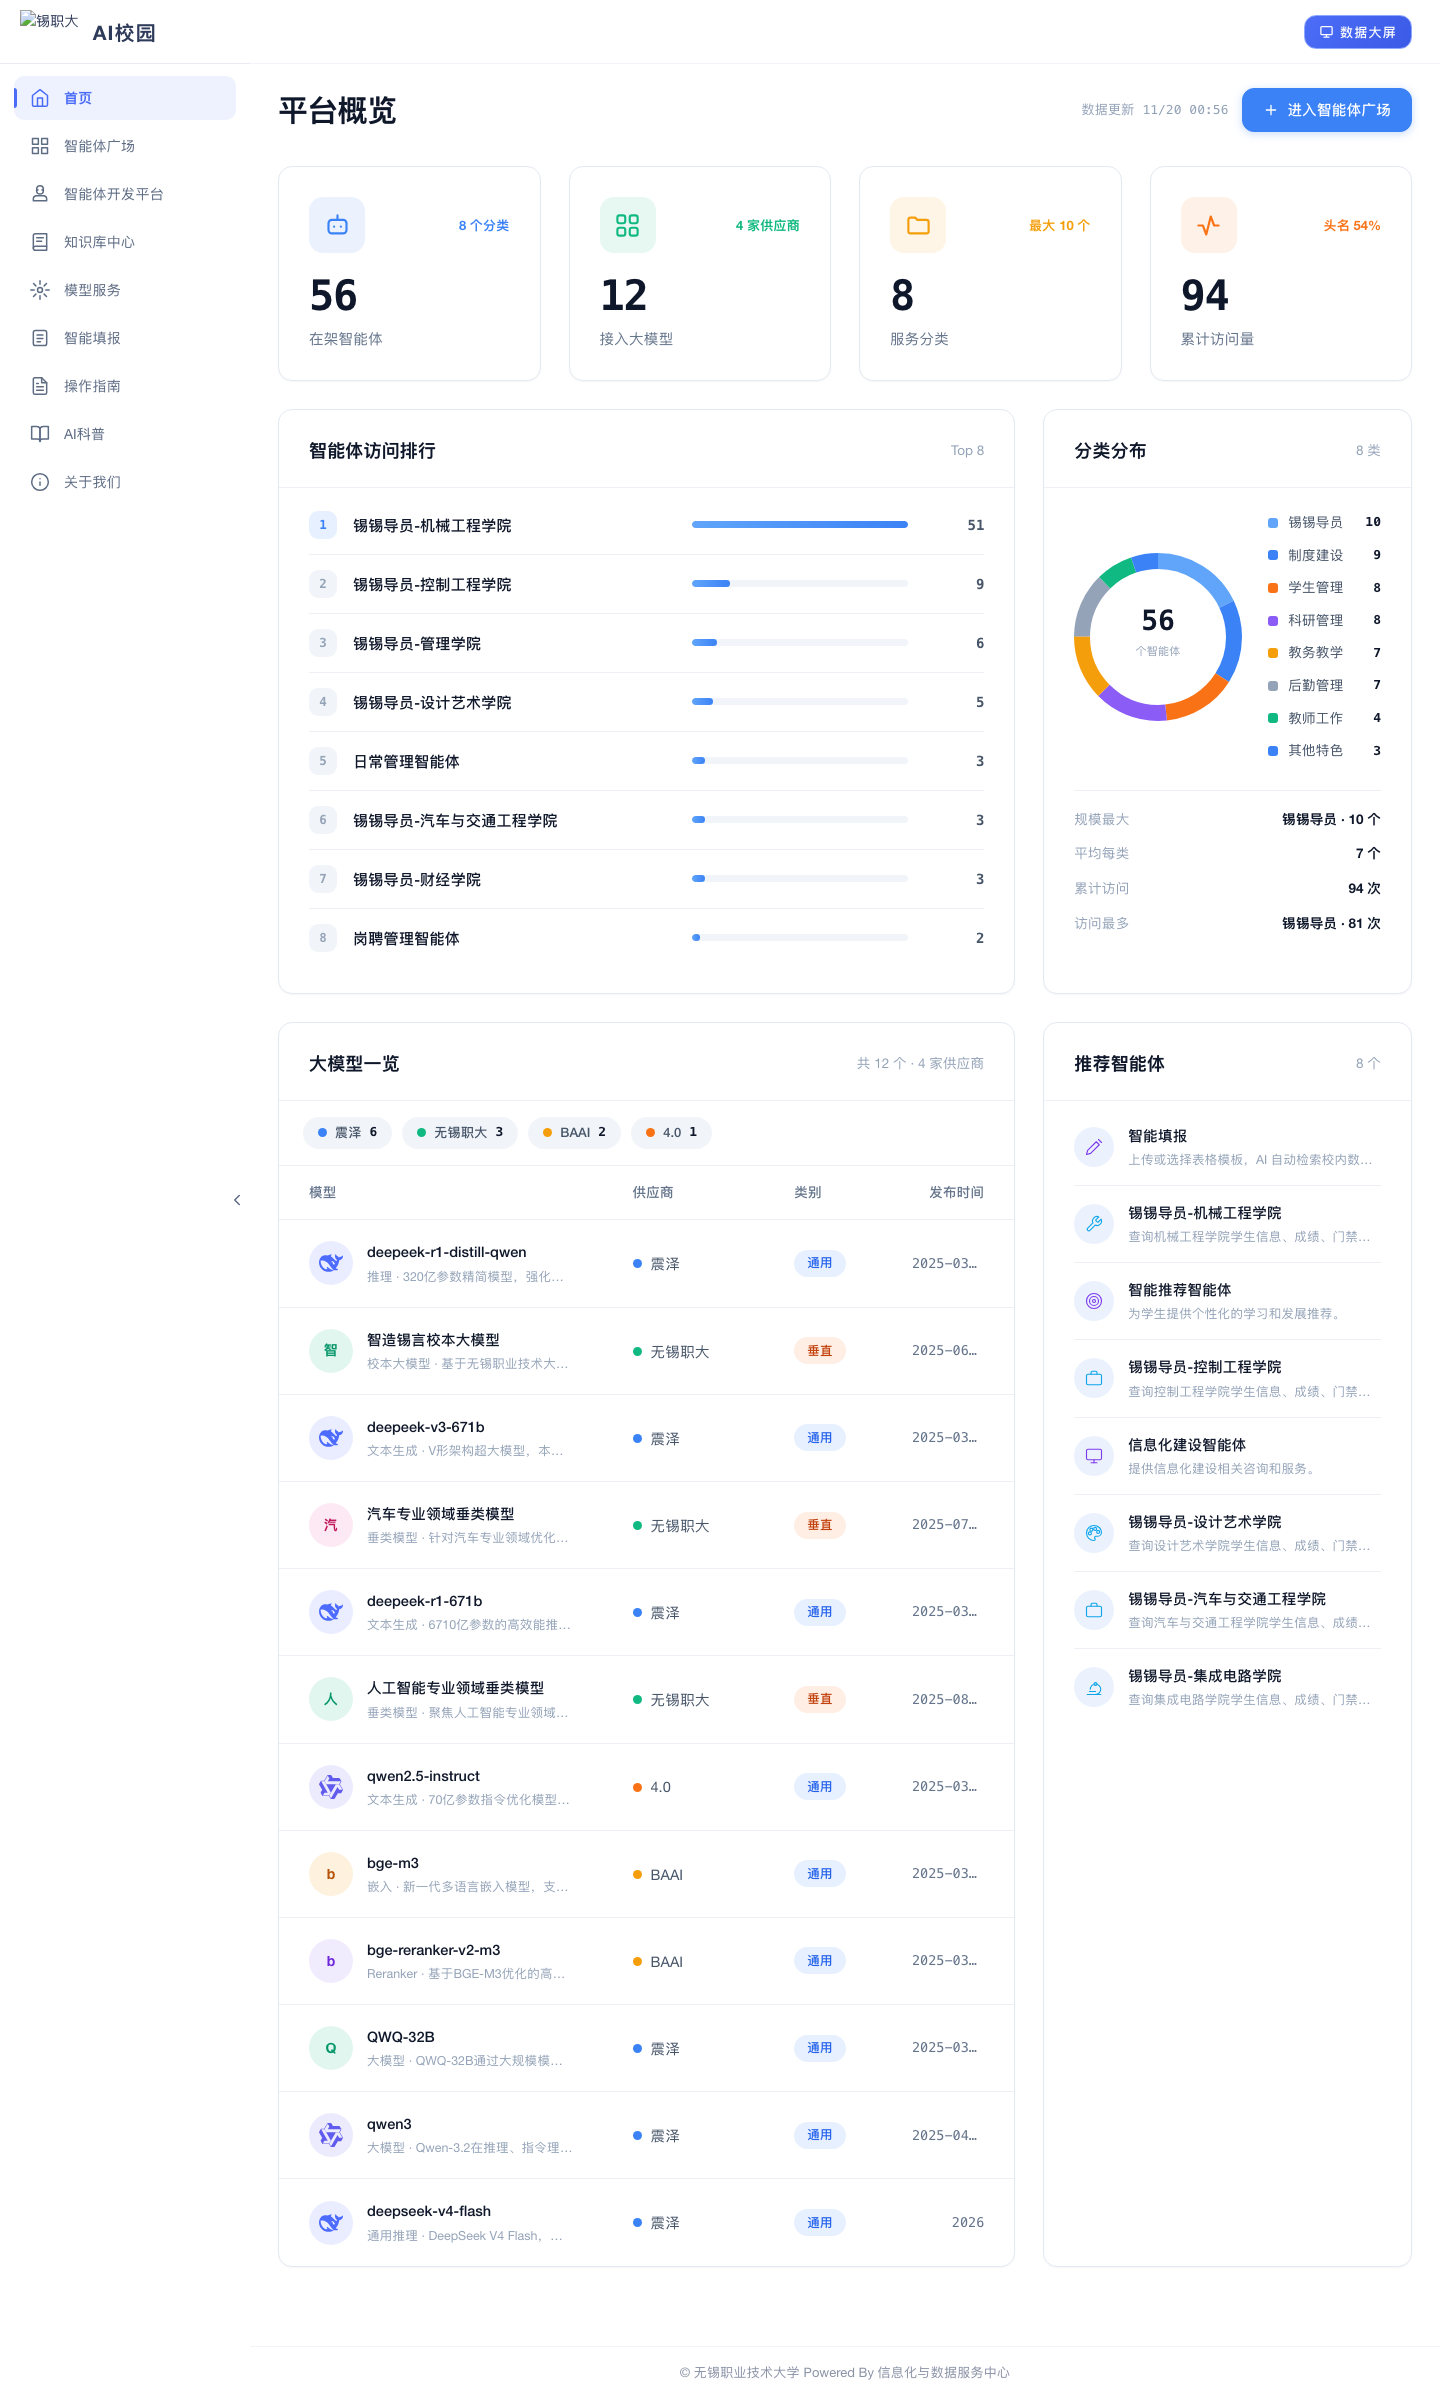 锡职大
AI校园
数据大屏
首页
智能体广场
智能体开发平台
知识库中心
模型服务
智能填报
操作指南
AI科普
关于我们
平台概览
数据更新 11/20 00:56
进入智能体广场
8 个分类
56
在架智能体
4 家供应商
12
接入大模型
最大 10 个
8
服务分类
头名 54%
94
累计访问量
智能体访问排行
Top 8
1 锡锡导员-机械工程学院 51
2 锡锡导员-控制工程学院 9
3 锡锡导员-管理学院 6
4 锡锡导员-设计艺术学院 5
5 日常管理智能体 3
6 锡锡导员-汽车与交通工程学院 3
7 锡锡导员-财经学院 3
8 岗聘管理智能体 2
分类分布
8 类
56
个智能体
锡锡导员 10
制度建设 9
学生管理 8
科研管理 8
教务教学 7
后勤管理 7
教师工作 4
其他特色 3
规模最大 锡锡导员 · 10 个
平均每类 7 个
累计访问 94 次
访问最多 锡锡导员 · 81 次
大模型一览
共 12 个 · 4 家供应商
震泽 6 无锡职大 3 BAAI 2 4.0 1
模型 供应商 类别 发布时间
deepeek-r1-distill-qwen
推理 · 320亿参数精简模型，强化...
震泽 通用 2025-03...
智
智造锡言校本大模型
校本大模型 · 基于无锡职业技术大...
无锡职大 垂直 2025-06...
deepeek-v3-671b
文本生成 · V形架构超大模型，本...
震泽 通用 2025-03...
汽
汽车专业领域垂类模型
垂类模型 · 针对汽车专业领域优化...
无锡职大 垂直 2025-07...
deepeek-r1-671b
文本生成 · 6710亿参数的高效能推...
震泽 通用 2025-03...
人
人工智能专业领域垂类模型
垂类模型 · 聚焦人工智能专业领域...
无锡职大 垂直 2025-08...
qwen2.5-instruct
文本生成 · 70亿参数指令优化模型...
4.0 通用 2025-03...
b
bge-m3
嵌入 · 新一代多语言嵌入模型，支...
BAAI 通用 2025-03...
b
bge-reranker-v2-m3
Reranker · 基于BGE-M3优化的高...
BAAI 通用 2025-03...
Q
QWQ-32B
大模型 · QWQ-32B通过大规模模...
震泽 通用 2025-03...
qwen3
大模型 · Qwen-3.2在推理、指令理...
震泽 通用 2025-04...
deepseek-v4-flash
通用推理 · DeepSeek V4 Flash，...
震泽 通用 2026
推荐智能体
8 个
智能填报
上传或选择表格模板，AI 自动检索校内数...
锡锡导员-机械工程学院
查询机械工程学院学生信息、成绩、门禁...
智能推荐智能体
为学生提供个性化的学习和发展推荐。
锡锡导员-控制工程学院
查询控制工程学院学生信息、成绩、门禁...
信息化建设智能体
提供信息化建设相关咨询和服务。
锡锡导员-设计艺术学院
查询设计艺术学院学生信息、成绩、门禁...
锡锡导员-汽车与交通工程学院
查询汽车与交通工程学院学生信息、成绩...
锡锡导员-集成电路学院
查询集成电路学院学生信息、成绩、门禁...
© 无锡职业技术大学 Powered By 信息化与数据服务中心